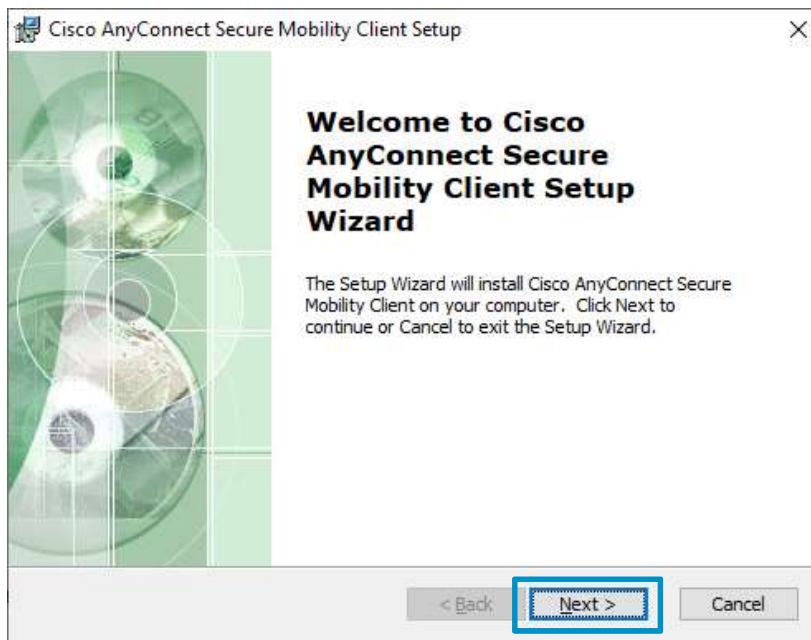 Cisco AnyConnect Secure Mobility Client Setup
Welcome to Cisco
AnyConnect Secure
Mobility Client Setup
Wizard
The Setup Wizard will install Cisco AnyConnect Secure
Mobility Client on your computer. Click Next to
continue or Cancel to exit the Setup Wizard.
< Back
Next >
Cancel